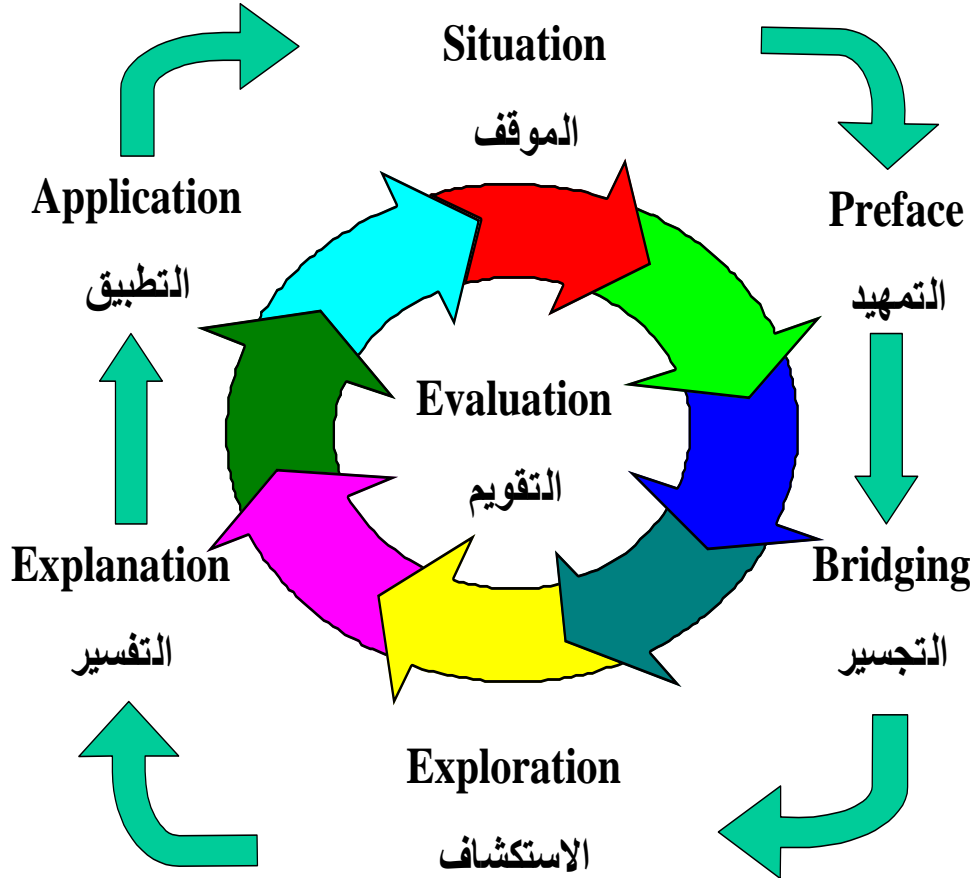 Situation
الموقف
Preface
التمهيد
Bridging
التجسير
Exploration
الاستكشاف
Explanation
التفسير
Application
التطبيق
Evaluation
التقويم